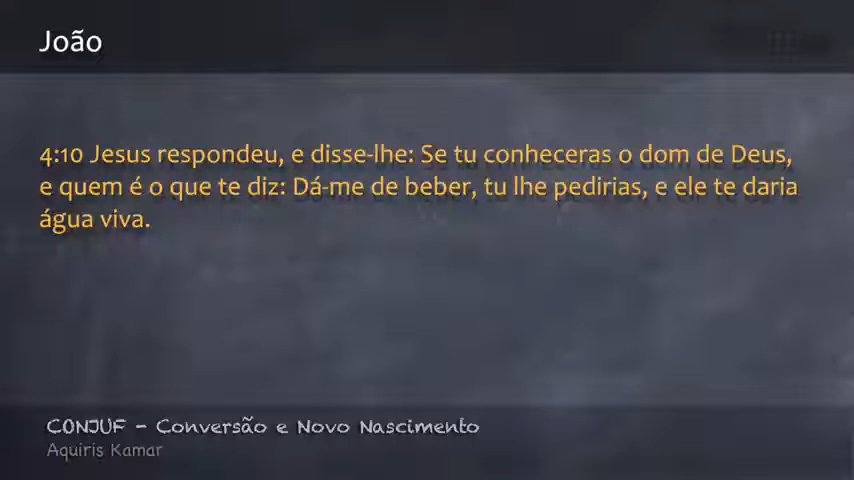 João
4:10 Jesus respondeu, e disse-lhe: Se tu conheceras o dom de Deus,
e quem é o que te diz: Dá-me de beber, tu lhe pedirias, e ele te daria
água viva.
CONJUF - Conversão e Novo Nascimento
Aquiris Kamar